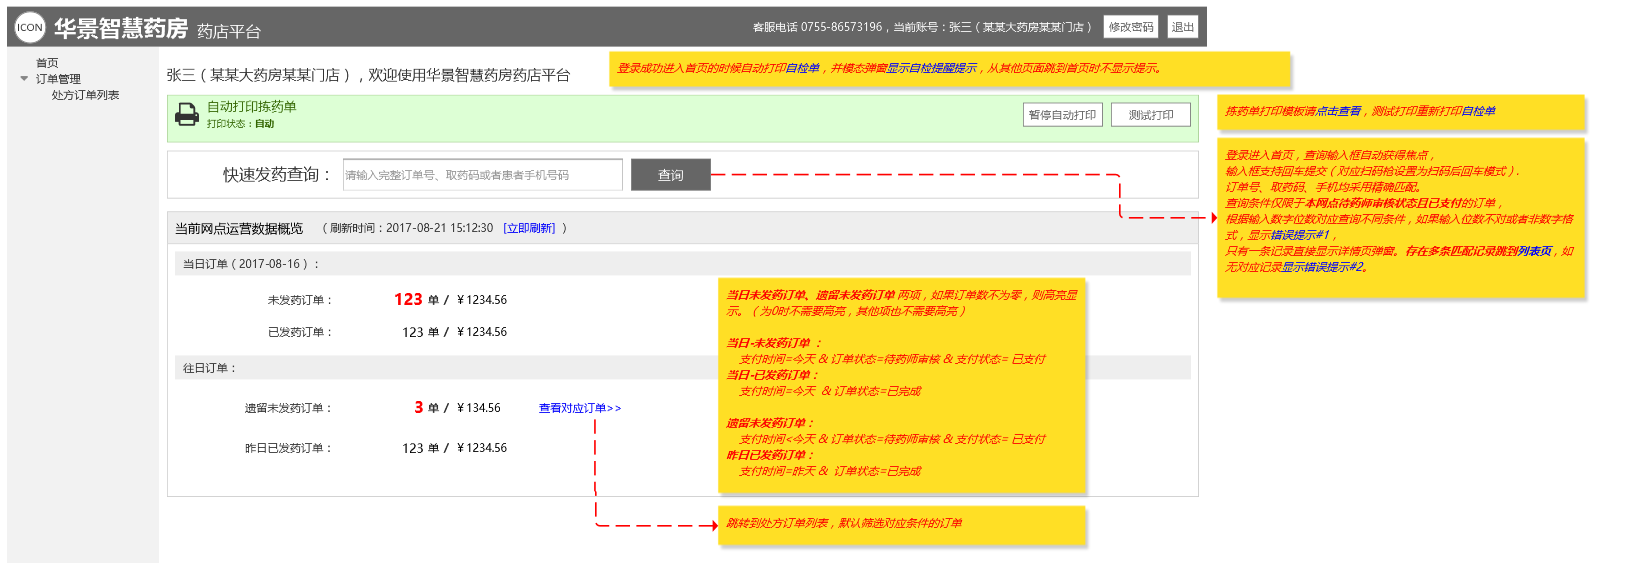 ICON 华景智慧药房 药店平台
客服电话 0755-86573196，当前账号：张三（某某大药房某某门店） 修改密码 退出
首页
订单管理
处方订单列表
张三（某某大药房某某门店），欢迎使用华景智慧药房药店平台
登录成功进入首页的时候自动打印自检单，并模态弹窗显示自检提醒提示，从其他页面跳到首页时不显示提示。
自动打印拣药单
打印状态：自动
暂停自动打印 测试打印
拣药单打印模板请点击查看，测试打印重新打印自检单
快速发药查询： 请输入完整订单号、取药码或者患者手机号码 查询
登录进入首页，查询输入框自动获得焦点，
输入框支持回车提交（对应扫码枪设置为扫码后回车模式）.
订单号、取药码、手机均采用精确匹配。
查询条件仅限于本网点待药师审核状态且已支付的订单，
根据输入数字位数对应查询不同条件，如果输入位数不对或者非数字格
式，显示错误提示#1，
只有一条记录直接显示详情页弹窗。存在多条匹配记录跳到列表页，如
无对应记录显示错误提示#2。
当前网点运营数据概览 （ 刷新时间：2017-08-21 15:12:30 [立即刷新] ）
当日订单（2017-08-16）：
未发药订单： 123 单 / ￥1234.56
已发药订单： 123 单 / ￥1234.56
往日订单：
遗留未发药订单： 3 单 / ￥134.56 查看对应订单>>
昨日已发药订单： 123 单 / ￥1234.56
当日未发药订单、遗留未发药订单 两项，如果订单数不为零，则高亮显
示。（为0时不需要高亮，其他项也不需要高亮）
当日-未发药订单 ：
支付时间=今天 & 订单状态=待药师审核 & 支付状态= 已支付
当日-已发药订单：
支付时间=今天 & 订单状态=已完成
遗留未发药订单：
支付时间<今天 & 订单状态=待药师审核 & 支付状态= 已支付
昨日已发药订单：
支付时间=昨天 & 订单状态=已完成
跳转到处方订单列表，默认筛选对应条件的订单